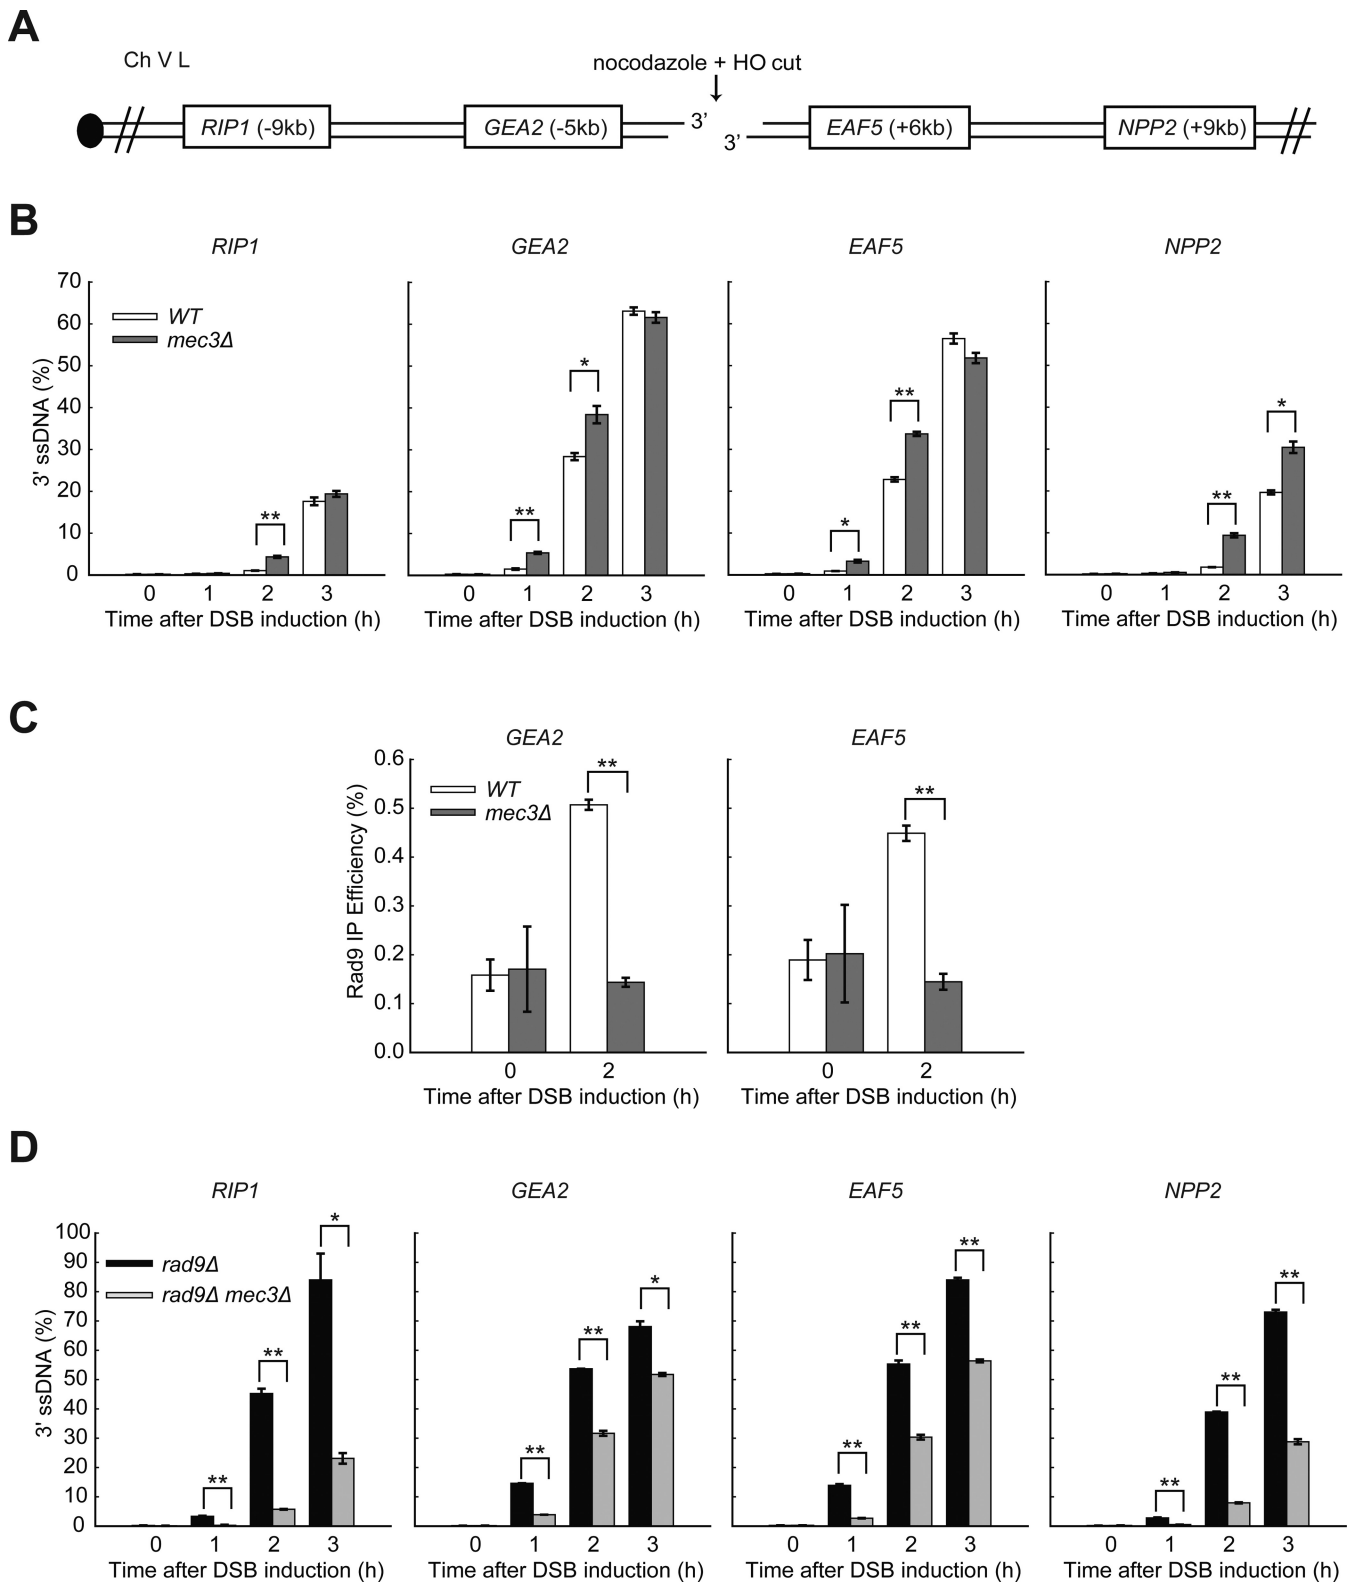 A
Ch V L
nocodazole + HO cut
RIP1 (-9kb)
GEA2 (-5kb)
3’
3’
EAF5 (+6kb)
NPP2 (+9kb)
B
RIP1
GEA2
EAF5
NPP2
3' ssDNA (%)
70
60
50
40
30
20
10
0
WT
mec3Δ
**
**
*
*
**
**
*
0 1 2 3
0 1 2 3
0 1 2 3
0 1 2 3
Time after DSB induction (h)
Time after DSB induction (h)
Time after DSB induction (h)
Time after DSB induction (h)
C
GEA2
EAF5
Rad9 IP Efficiency (%)
0.6
0.5
0.4
0.3
0.2
0.1
0.0
WT
mec3Δ
**
**
0 2
0 2
Time after DSB induction (h)
Time after DSB induction (h)
D
RIP1
GEA2
EAF5
NPP2
3' ssDNA (%)
100
90
80
70
60
50
40
30
20
10
0
rad9Δ
rad9Δ mec3Δ
**
**
*
**
**
*
**
**
**
**
**
**
0 1 2 3
0 1 2 3
0 1 2 3
0 1 2 3
Time after DSB induction (h)
Time after DSB induction (h)
Time after DSB induction (h)
Time after DSB induction (h)